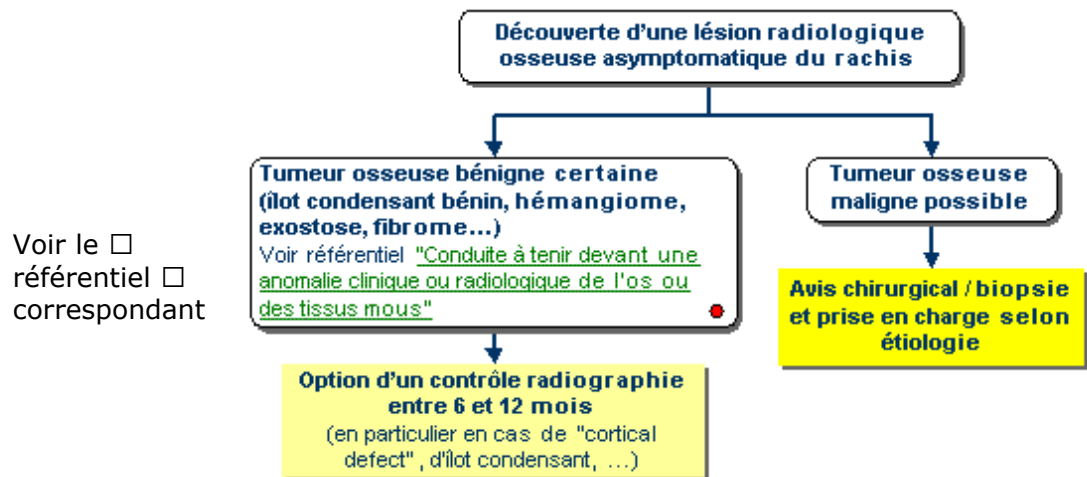 Découverte d'une lésion radiologique
osseuse asymptomatique du rachis
Tumeur osseuse bénigne certaine
(îlot condensant bénin, hémangiome,
exostose, fibrome...)
Voir référentiel "Conduite à tenir devant une
anomalie clinique ou radiologique de l'os ou
des tissus mous"
Tumeur osseuse
maligne possible
Voir le □
référentiel □
correspondant
Avis chirurgical / biopsie
et prise en charge selon
étiologie
Option d'un contrôle radiographie
entre 6 et 12 mois
(en particulier en cas de "cortical
defect", d'îlot condensant, ...)